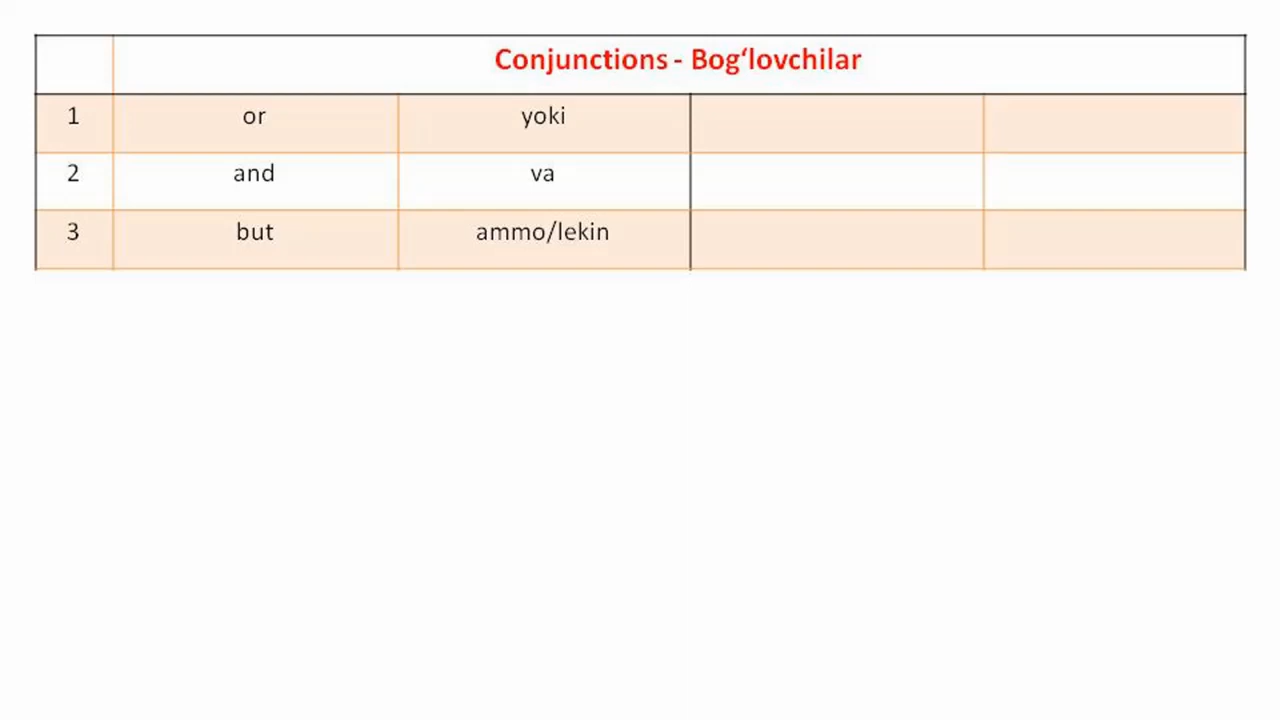 Conjunctions - Bog‘lovchilar
1 or yoki
2 and va
3 but ammo/lekin